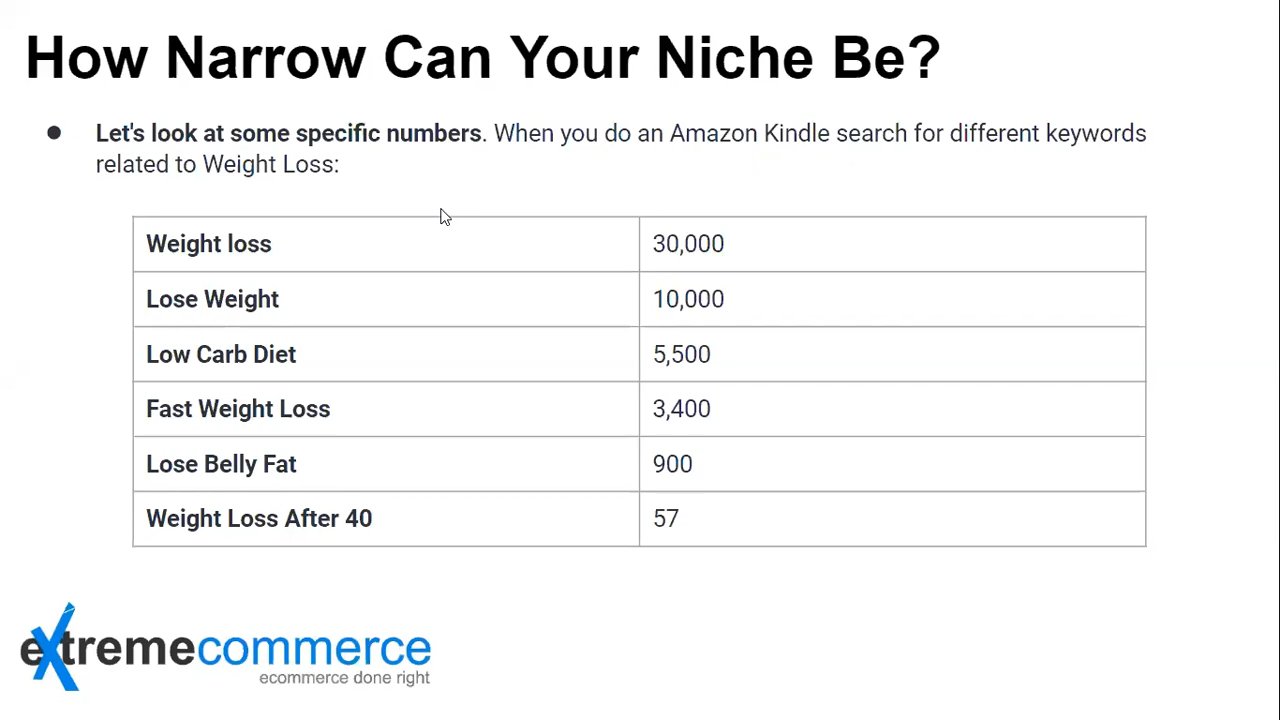 How Narrow Can Your Niche Be?
● Let's look at some specific numbers. When you do an Amazon Kindle search for different keywords
related to Weight Loss:
Weight loss 30,000
Lose Weight 10,000
Low Carb Diet 5,500
Fast Weight Loss 3,400
Lose Belly Fat 900
Weight Loss After 40 57
extremecommerce
ecommerce done right